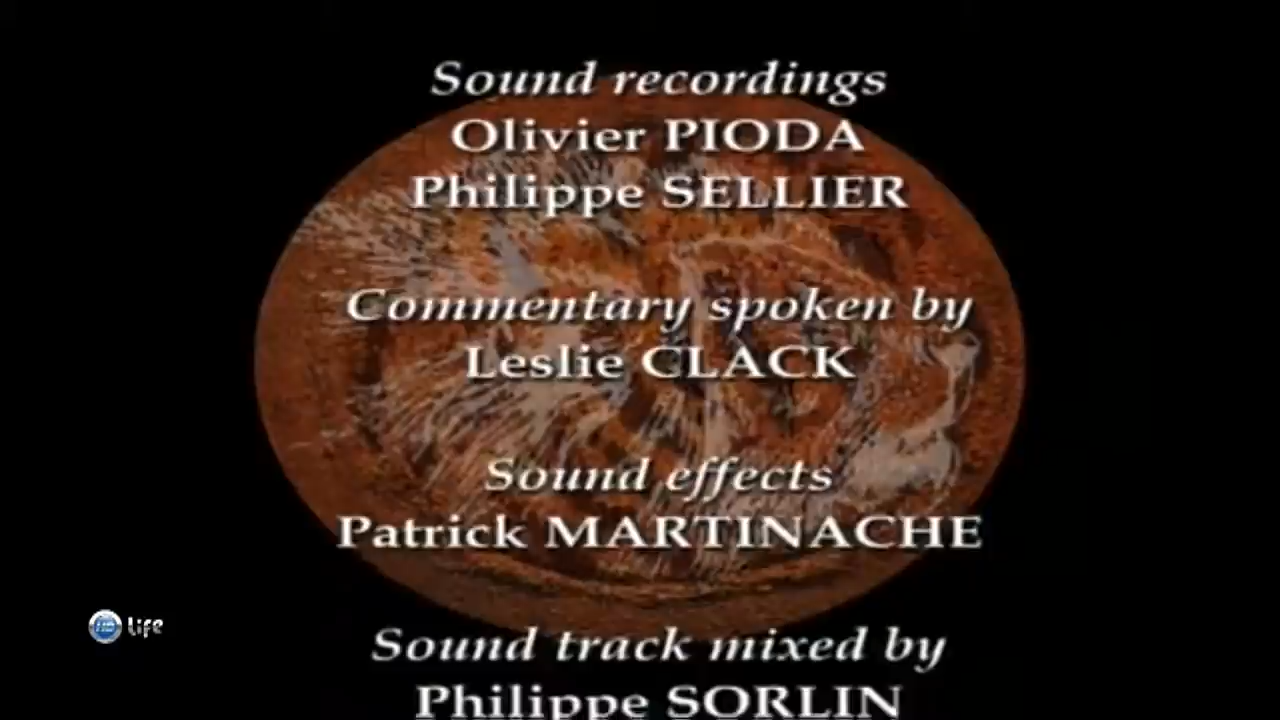 Sound recordings
Olivier PIODA
Philippe SELLIER
Commentary spoken by
Leslie CLACK
Sound effects
Patrick MARTINACHE
HD Life
Sound track mixed by
Philippe SORLIN